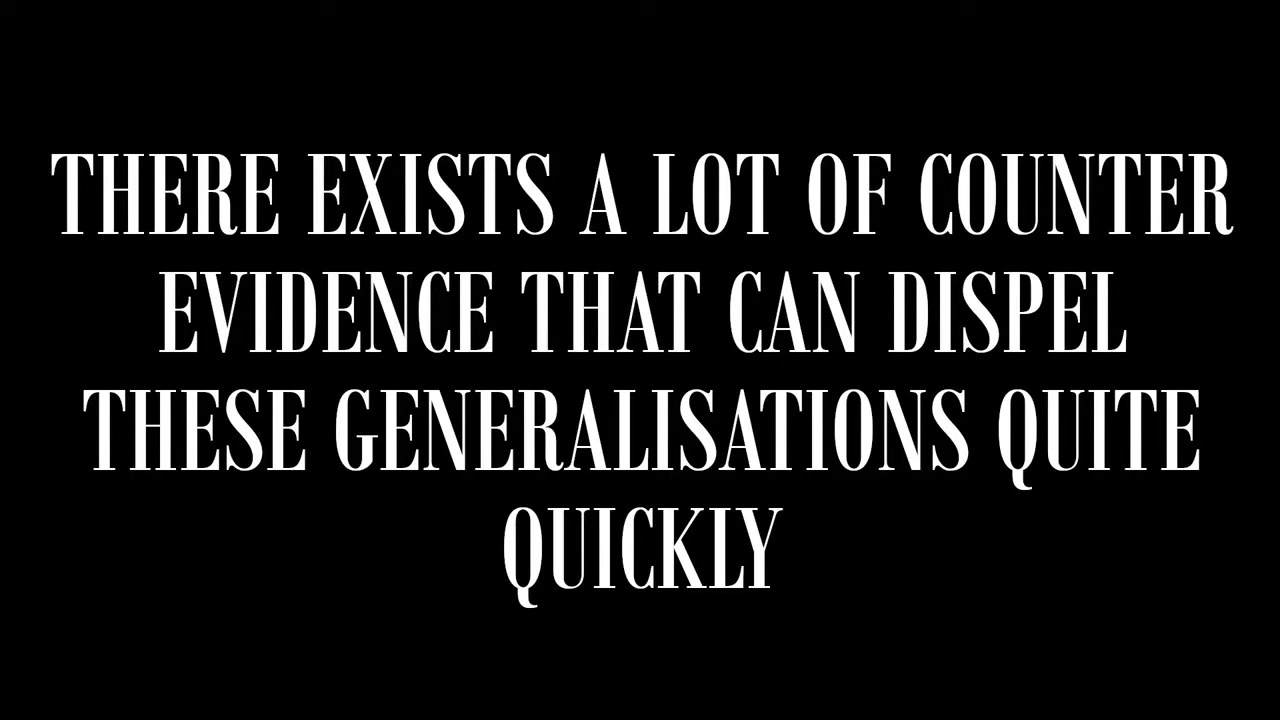 THERE EXISTS A LOT OF COUNTER
EVIDENCE THAT CAN DISPEL
THESE GENERALISATIONS QUITE
QUICKLY